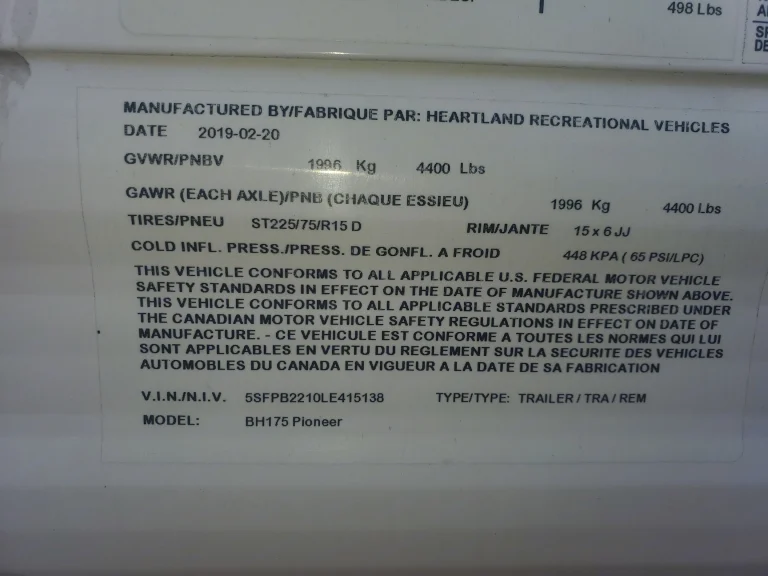 498 Lbs
MANUFACTURED BY/FABRIQUE PAR: HEARTLAND RECREATIONAL VEHICLES
DATE 2019-02-20
GVWR/PNBV 1996 Kg 4400 Lbs
GAWR (EACH AXLE)/PNB (CHAQUE ESSIEU) 1996 Kg 4400 Lbs
TIRES/PNEU ST225/75/R15 D RIM/JANTE 15 x 6 JJ
COLD INFL. PRESS./PRESS. DE GONFL. A FROID 448 KPA ( 65 PSI/LPC)
THIS VEHICLE CONFORMS TO ALL APPLICABLE U.S. FEDERAL MOTOR VEHICLE
SAFETY STANDARDS IN EFFECT ON THE DATE OF MANUFACTURE SHOWN ABOVE.
THIS VEHICLE CONFORMS TO ALL APPLICABLE STANDARDS PRESCRIBED UNDER
THE CANADIAN MOTOR VEHICLE SAFETY REGULATIONS IN EFFECT ON DATE OF
MANUFACTURE. - CE VEHICULE EST CONFORME A TOUTES LES NORMES QUI LUI
SONT APPLICABLES EN VERTU DU REGLEMENT SUR LA SECURITE DES VEHICLES
AUTOMOBILES DU CANADA EN VIGUEUR A LA DATE DE SA FABRICATION
V.I.N./N.I.V. 5SFPB2210LE415138 TYPE/TYPE: TRAILER / TRA / REM
MODEL: BH175 Pioneer